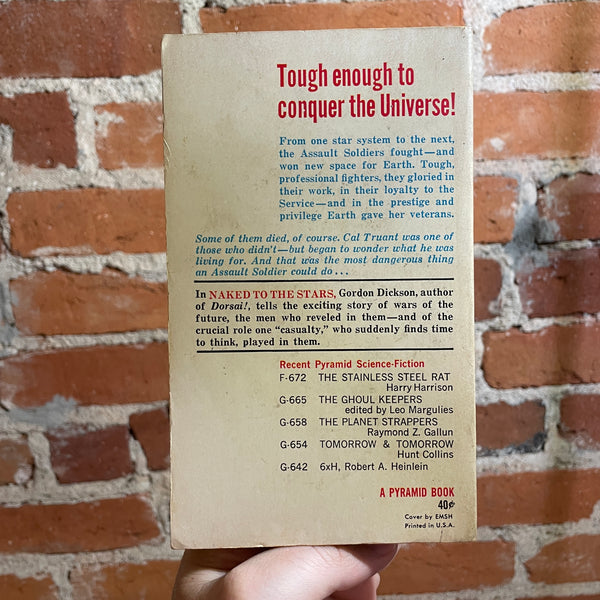 Tough enough to
conquer the Universe!
From one star system to the next,
the Assault Soldiers fought—and
won new space for Earth. Tough,
professional fighters, they gloried in
their work, in their loyalty to the
Service—and in the prestige and
privilege Earth gave her veterans.
Some of them died, of course. Cal Truant was one of
those who didn't—but began to wonder what he was
living for. And that was the most dangerous thing
an Assault Soldier could do . . .
In NAKED TO THE STARS, Gordon Dickson, author
of Dorsai!, tells the exciting story of wars of the
future, the men who reveled in them—and of the
crucial role one "casualty," who suddenly finds time
to think, played in them.
Recent Pyramid Science-Fiction
F-672 THE STAINLESS STEEL RAT
Harry Harrison
G-665 THE GHOUL KEEPERS
edited by Leo Margulies
G-658 THE PLANET STRAPPERS
Raymond Z. Gallun
G-654 TOMORROW & TOMORROW
Hunt Collins
G-642 6xH, Robert A. Heinlein
A PYRAMID BOOK
40¢
Cover by EMSH
Printed in U.S.A.